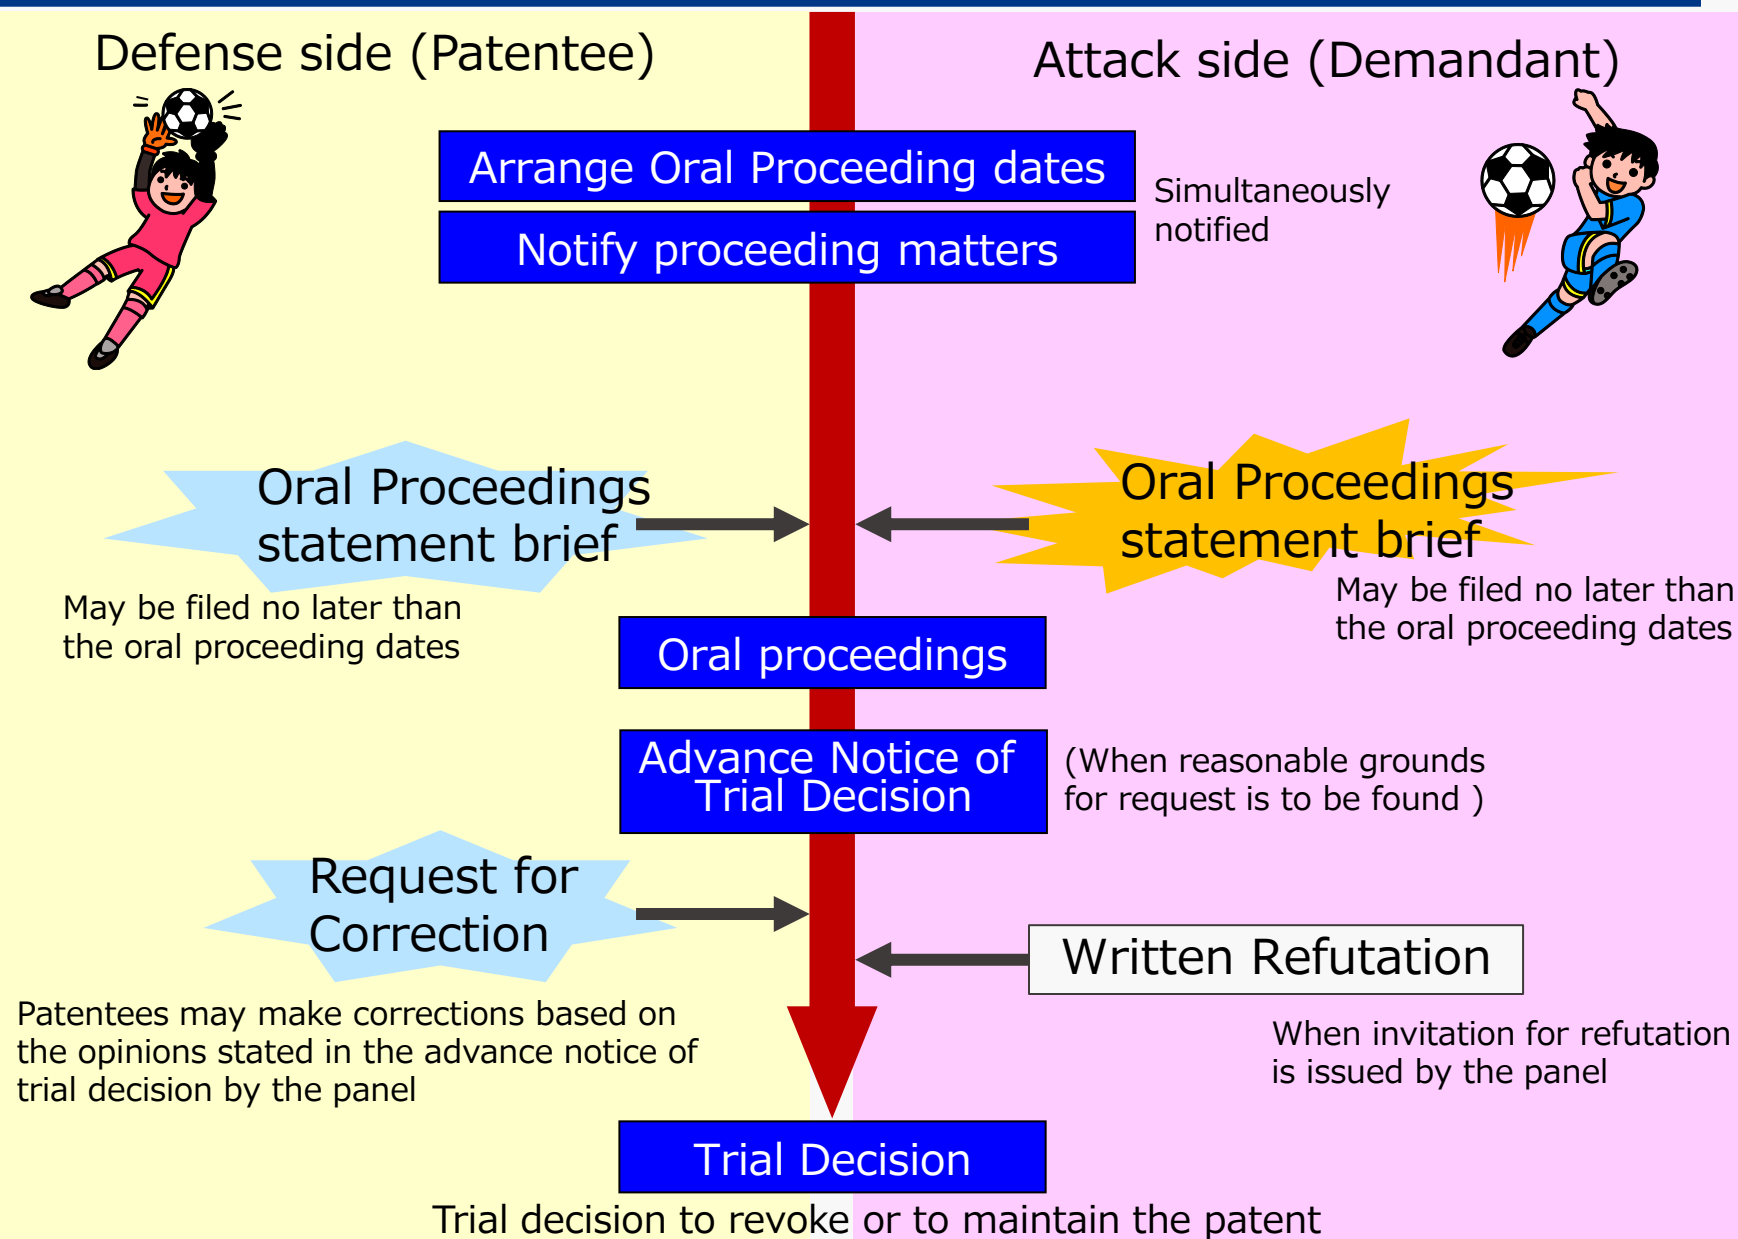 Defense side (Patentee)
Attack side (Demandant)
Arrange Oral Proceeding dates
Notify proceeding matters
Simultaneously
notified
Oral Proceedings
statement brief
May be filed no later than
the oral proceeding dates
Oral Proceedings
statement brief
May be filed no later than
the oral proceeding dates
Oral proceedings
Advance Notice of
Trial Decision
(When reasonable grounds
for request is to be found )
Request for
Correction
Patentees may make corrections based on
the opinions stated in the advance notice of
trial decision by the panel
Written Refutation
When invitation for refutation
is issued by the panel
Trial Decision
Trial decision to revoke or to maintain the patent